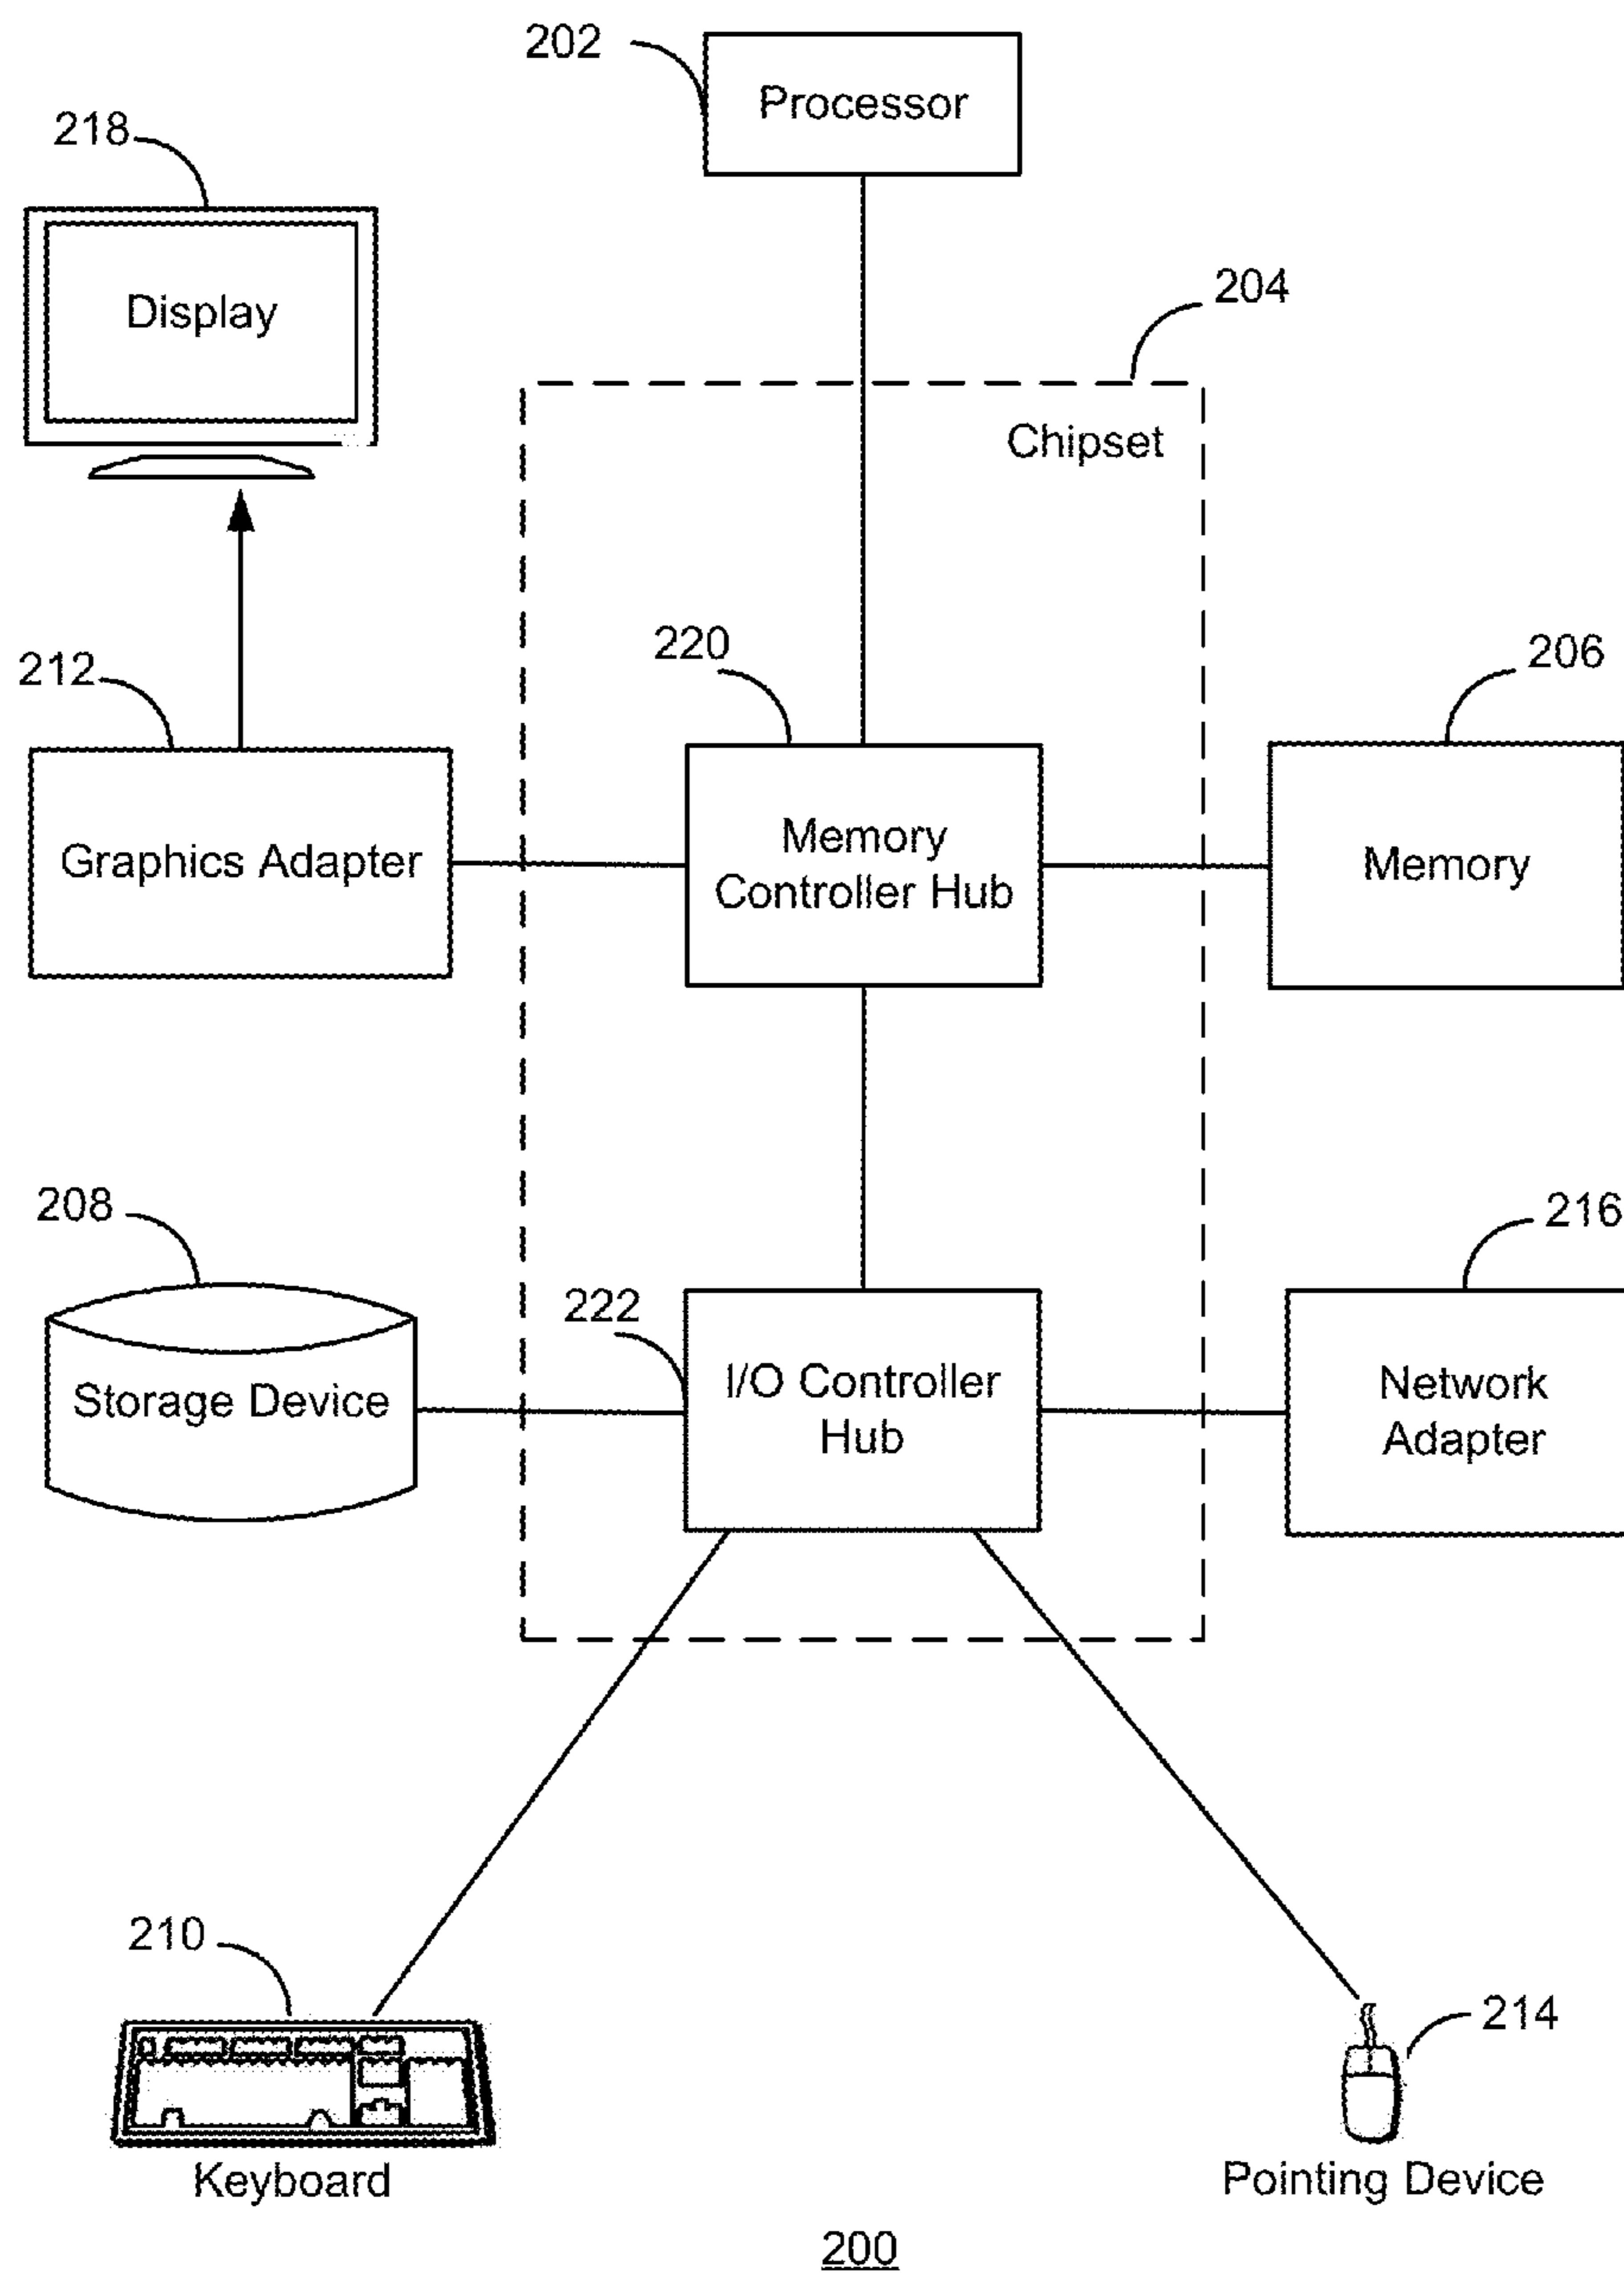 202
Processor
218
Display
204
Chipset
220
206
212
Memory
Controller Hub
Graphics Adapter
Memory
208
216
222
I/O Controller
Hub
Storage Device
Network
Adapter
210
214
Keyboard
Pointing Device
200